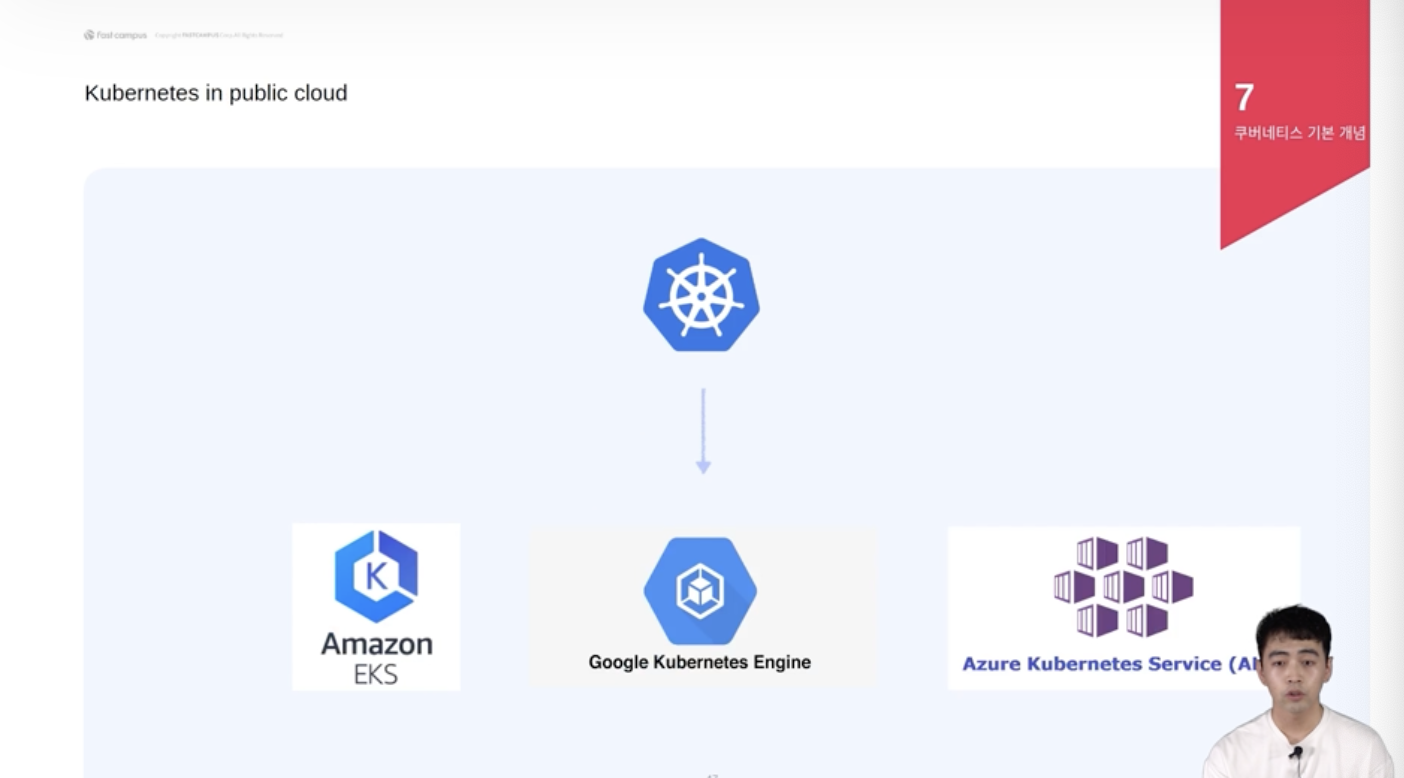 fast campus Copyright FASTCAMPUS Corp. All Rights Reserved
Kubernetes in public cloud
7
쿠버네티스 기본 개념
K
Amazon
EKS
Google Kubernetes Engine
Azure Kubernetes Service (A